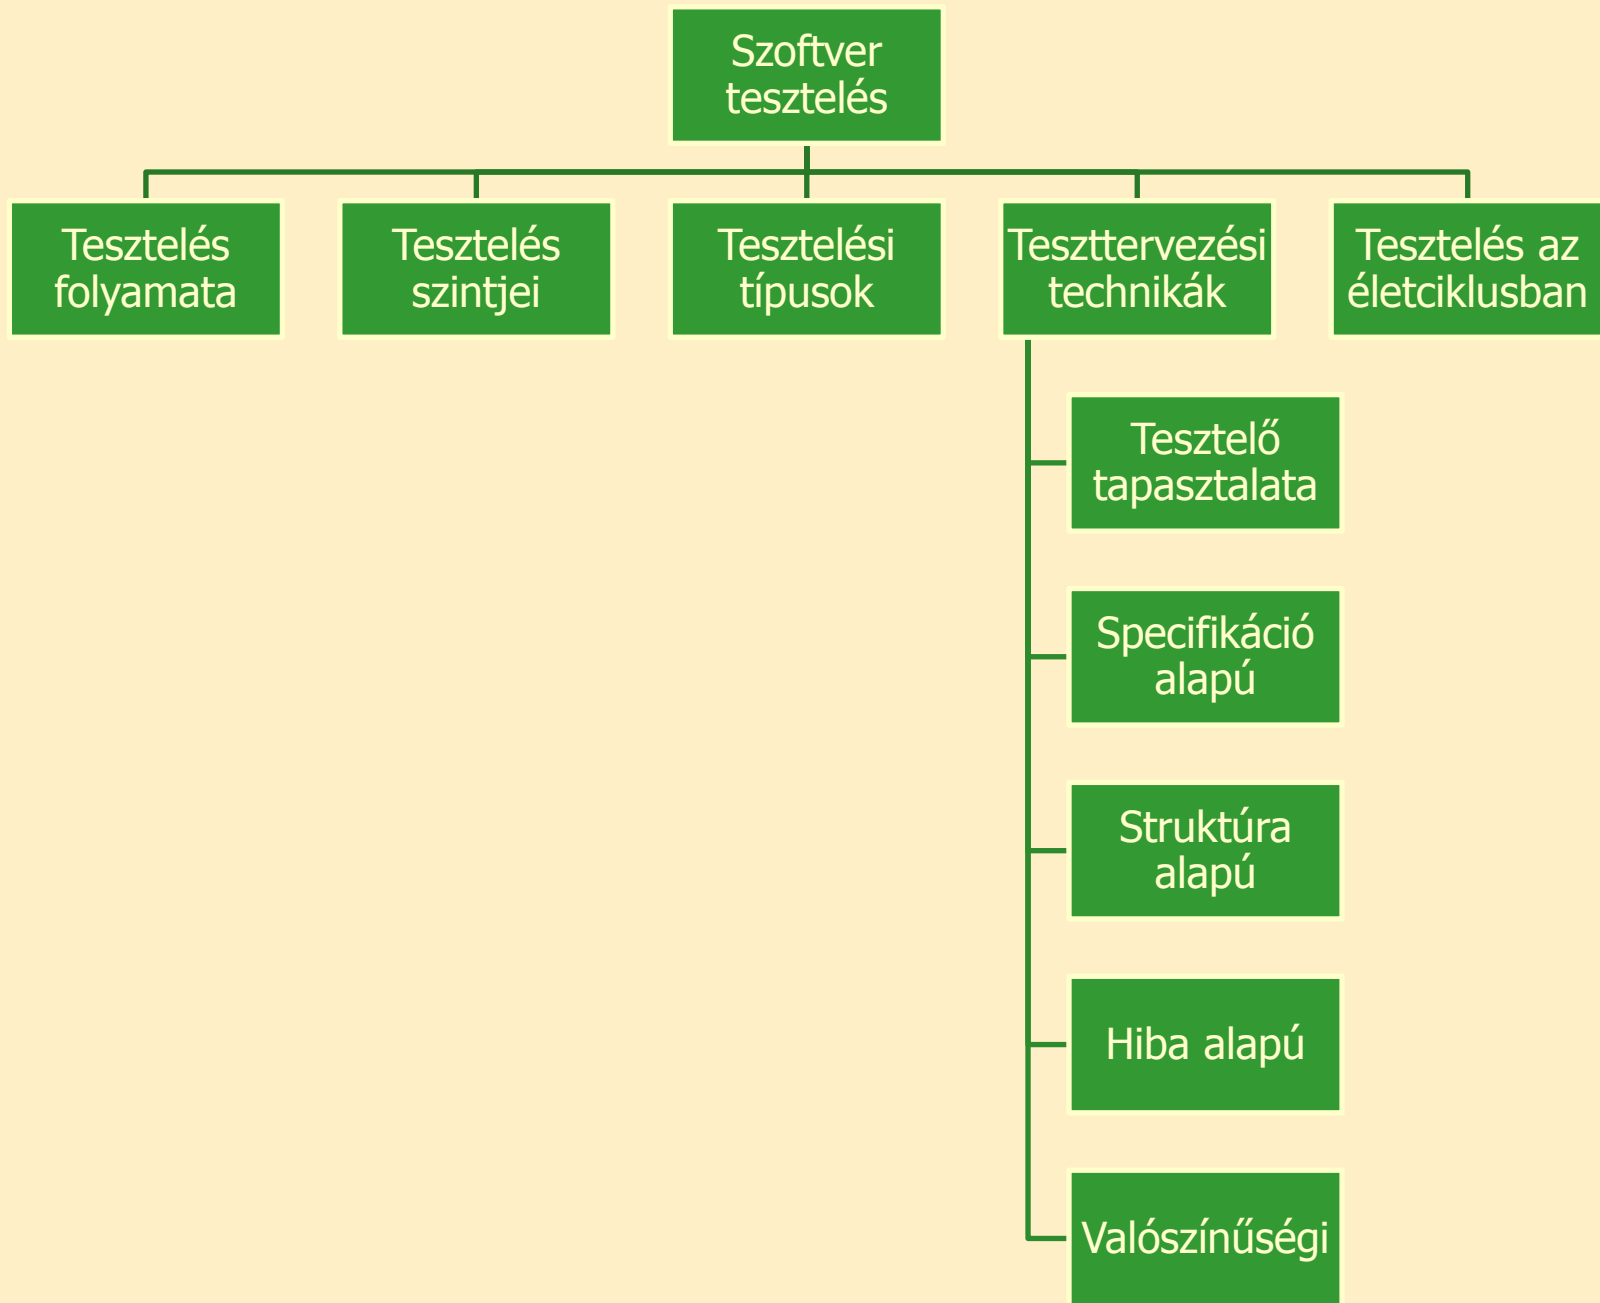 Szoftver
tesztelés
Tesztelés
folyamata
Tesztelés
szintjei
Tesztelési
típusok
Teszttervezési
technikák
Tesztelés az
életciklusban
Tesztelő
tapasztalata
Specifikáció
alapú
Struktúra
alapú
Hiba alapú
Valószínűségi